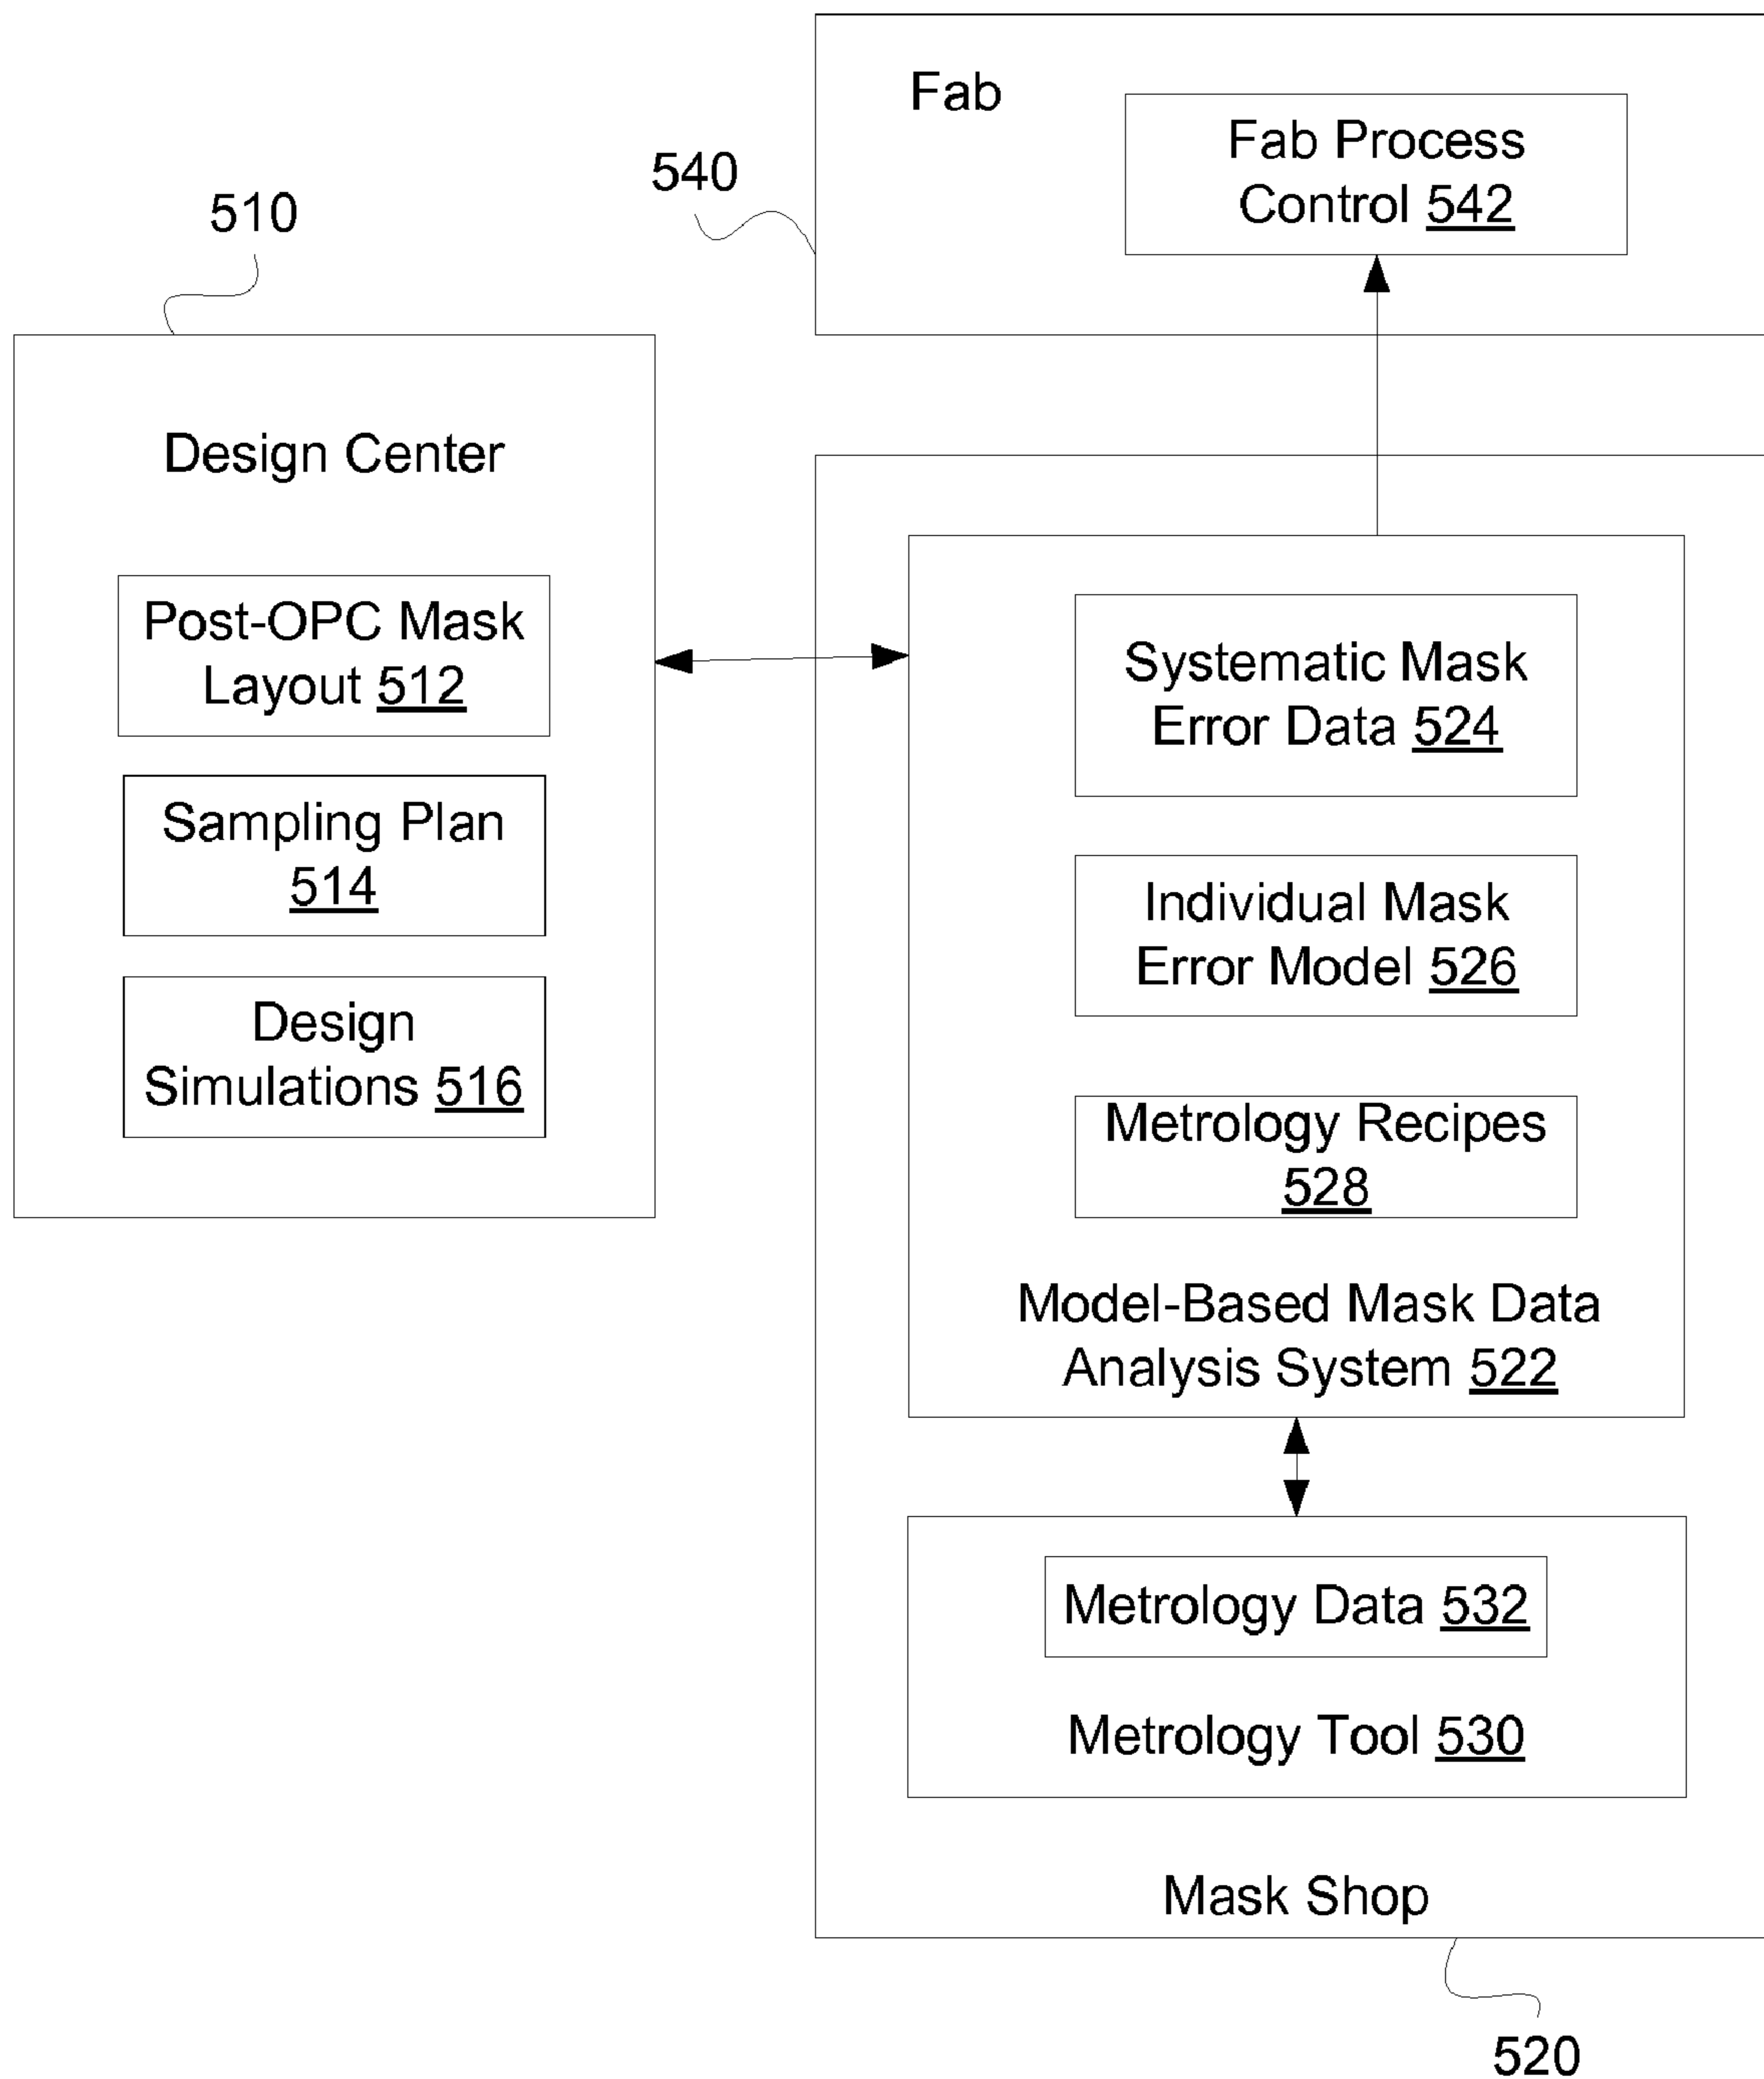 Fab
Fab Process
Control 542
540
510
Design Center
Post-OPC Mask
Layout 512
Sampling Plan
514
Design
Simulations 516
Systematic Mask
Error Data 524
Individual Mask
Error Model 526
Metrology Recipes
528
Model-Based Mask Data
Analysis System 522
Metrology Data 532
Metrology Tool 530
Mask Shop
520